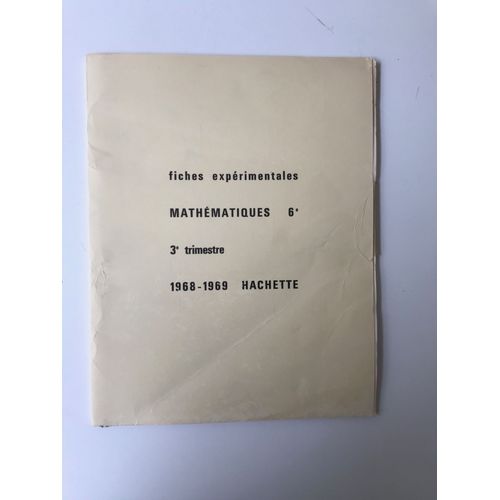 fiches expérimentales
MATHÉMATIQUES 6e
3e trimestre
1968-1969 HACHETTE